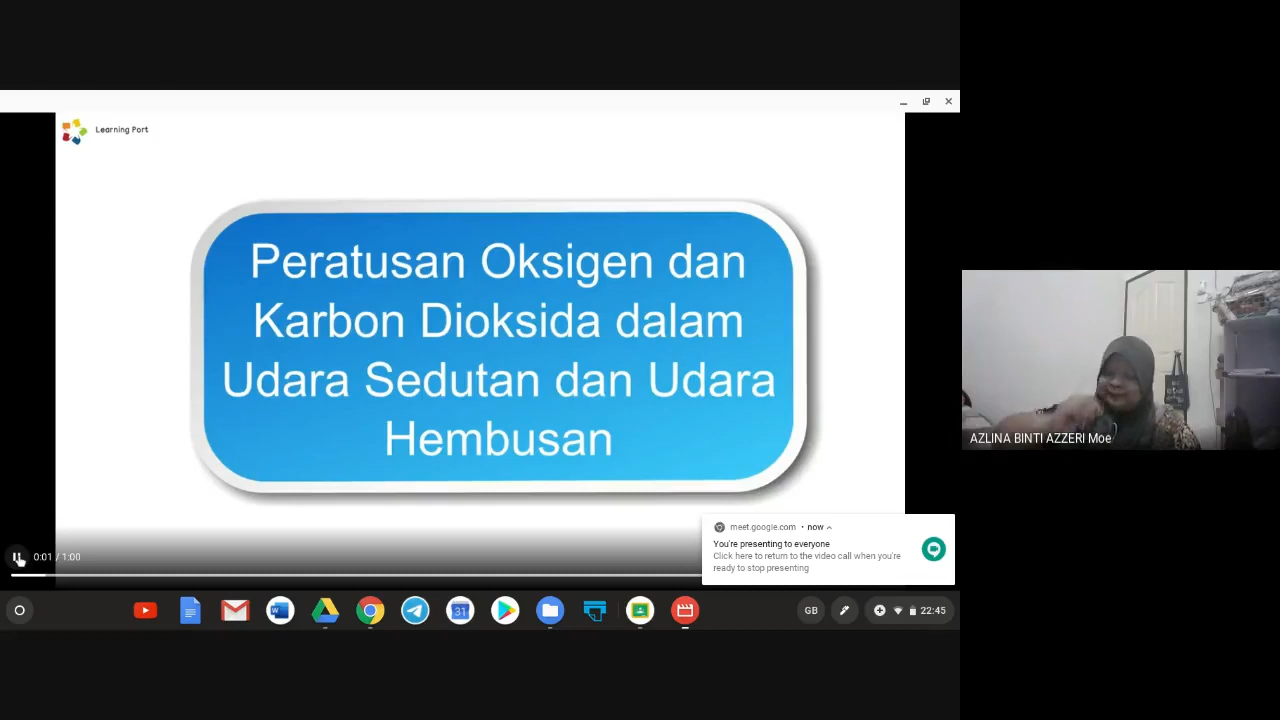 Learning Port
Peratusan Oksigen dan
Karbon Dioksida dalam
Udara Sedutan dan Udara
Hembusan
0:01 / 1:00
meet.google.com • now
You're presenting to everyone
Click here to return to the video call when you're
ready to stop presenting
31
GB
22:45
AZLINA BINTI AZZERI Moe